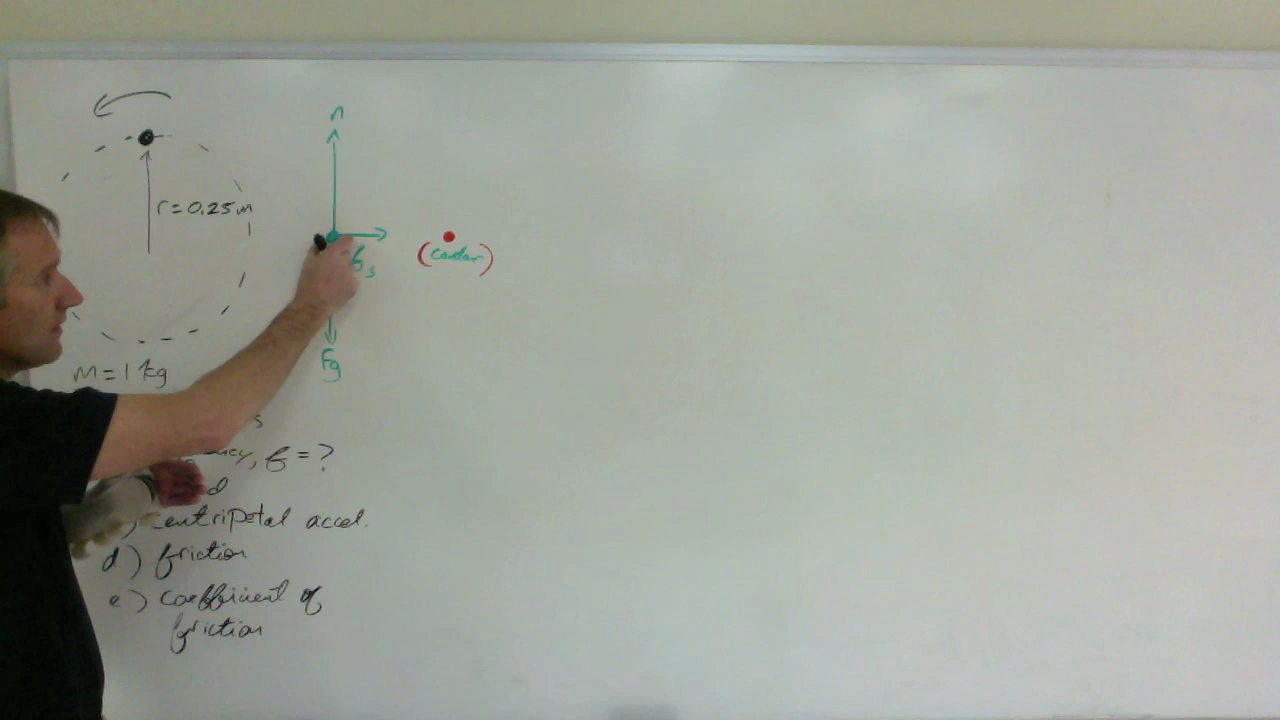 r = 0.25 m
m = 1 kg
s
f = ?
d
centripetal accel.
d) friction
e) coefficient of
friction
n
fs
Fg
(center)